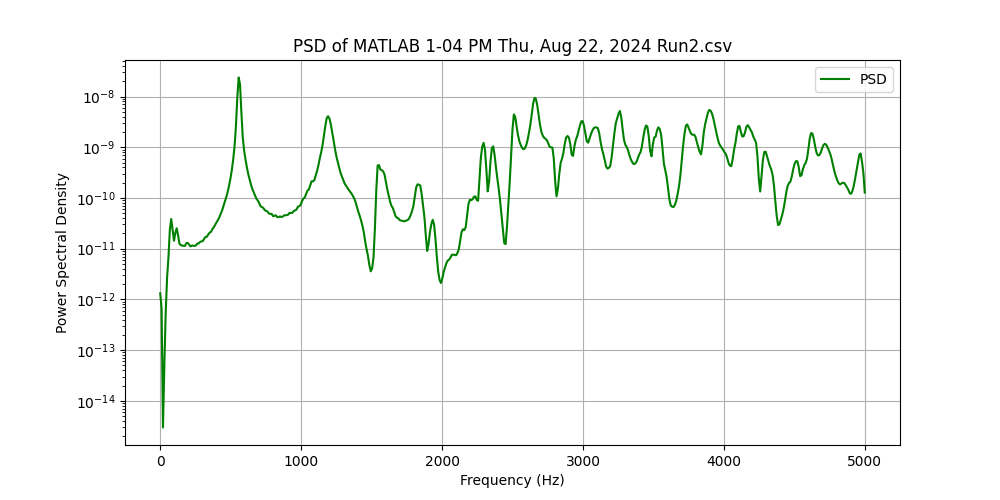 PSD of MATLAB 1-04 PM Thu, Aug 22, 2024 Run2.csv
PSD
Power Spectral Density
10⁻⁸
10⁻⁹
10⁻¹⁰
10⁻¹¹
10⁻¹²
10⁻¹³
10⁻¹⁴
0 1000 2000 3000 4000 5000
Frequency (Hz)